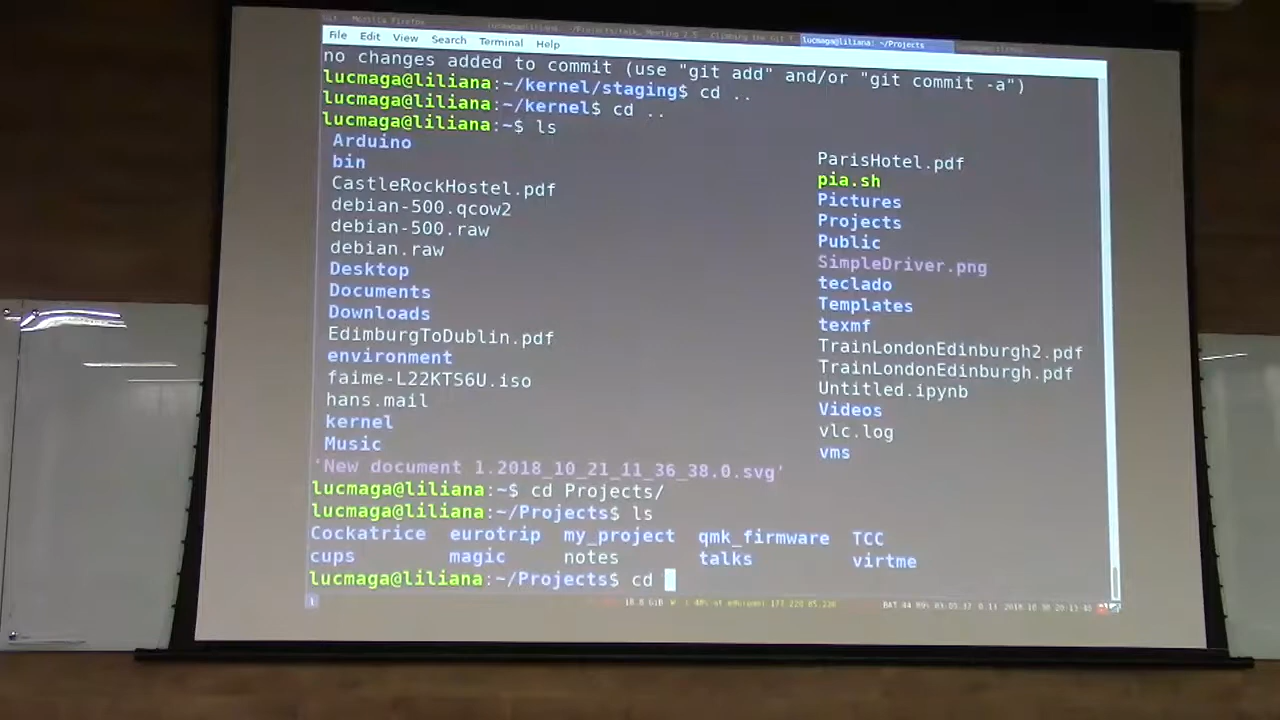 Mozilla Firefox
lucmaga@liliana: ~/Projects
File Edit View Search Terminal Help
no changes added to commit (use "git add" and/or "git commit -a")
lucmaga@liliana:~/kernel/staging$ cd ..
lucmaga@liliana:~/kernel$ cd ..
lucmaga@liliana:~$ ls
Arduino
bin
CastleRockHostel.pdf
debian-500.qcow2
debian-500.raw
debian.raw
Desktop
Documents
Downloads
EdimburgToDublin.pdf
environment
faime-L22KTS6U.iso
hans.mail
kernel
Music
'New document 1.2018_10_21_11_36_38.0.svg'
ParisHotel.pdf
pia.sh
Pictures
Projects
Public
SimpleDriver.png
teclado
Templates
texmf
TrainLondonEdinburgh2.pdf
TrainLondonEdinburgh.pdf
Untitled.ipynb
Videos
vlc.log
vms
lucmaga@liliana:~$ cd Projects/
lucmaga@liliana:~/Projects$ ls
Cockatrice eurotrip my_project qmk_firmware TCC
cups magic notes talks virtme
lucmaga@liliana:~/Projects$ cd